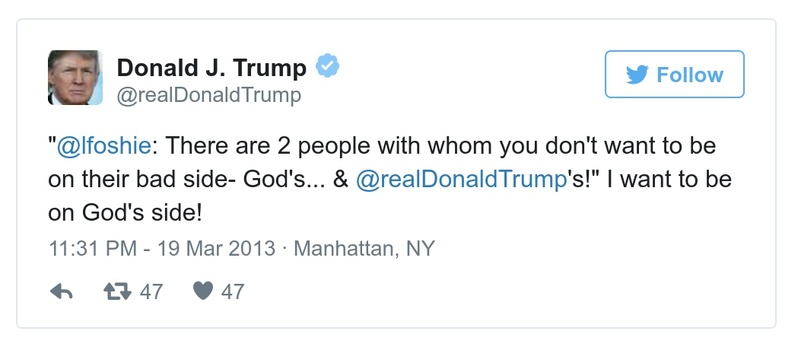 Donald J. Trump
@realDonaldTrump
Follow
"@lfoshie: There are 2 people with whom you don't want to be
on their bad side- God's... & @realDonaldTrump's!" I want to be
on God's side!
11:31 PM - 19 Mar 2013 · Manhattan, NY
47 47